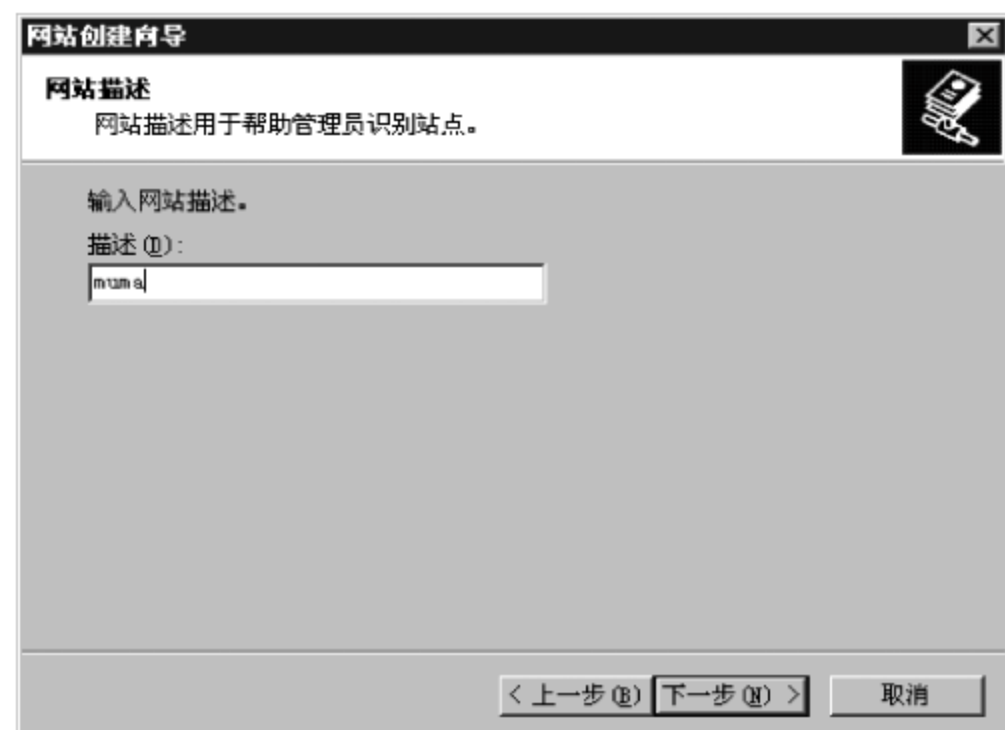 网站创建向导
网站描述
网站描述用于帮助管理员识别站点。
输入网站描述。
描述(D):
muma
< 上一步(B) 下一步(N) > 取消